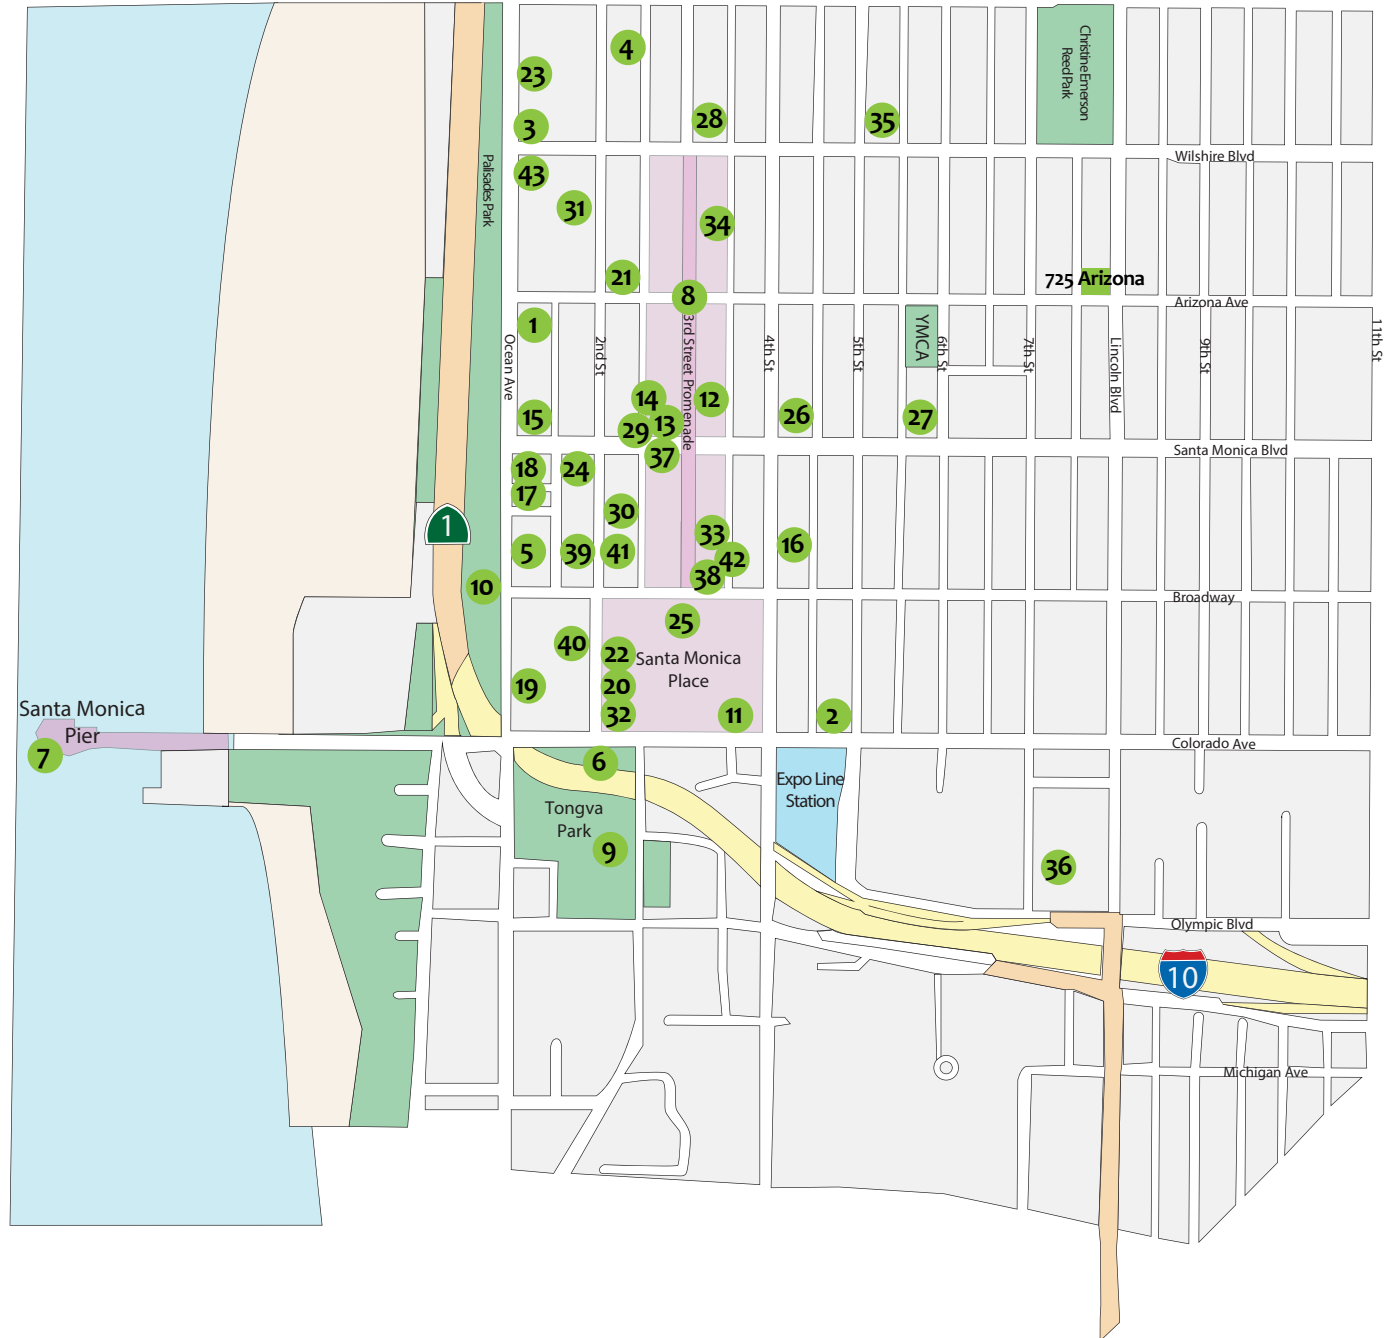 4
23
3
28
35
Christine Emerson
Reed Park
Wilshire Blvd
Palisades Park
43
31
34
21
725 Arizona
8
Arizona Ave
1
Ocean Ave
2nd St
3rd Street Promenade
4th St
5th St
YMCA
6th St
7th St
Lincoln Blvd
9th St
11th St
14
12
15
13
29
26
27
37
Santa Monica Blvd
18
24
17
30
1
33
16
5
39
41
42
38
10
Broadway
25
40
22
Santa Monica
Place
19
20
32
11
2
Santa Monica
Pier
7
Colorado Ave
6
Expo Line
Station
Tongva
Park
9
36
Olympic Blvd
10
Michigan Ave